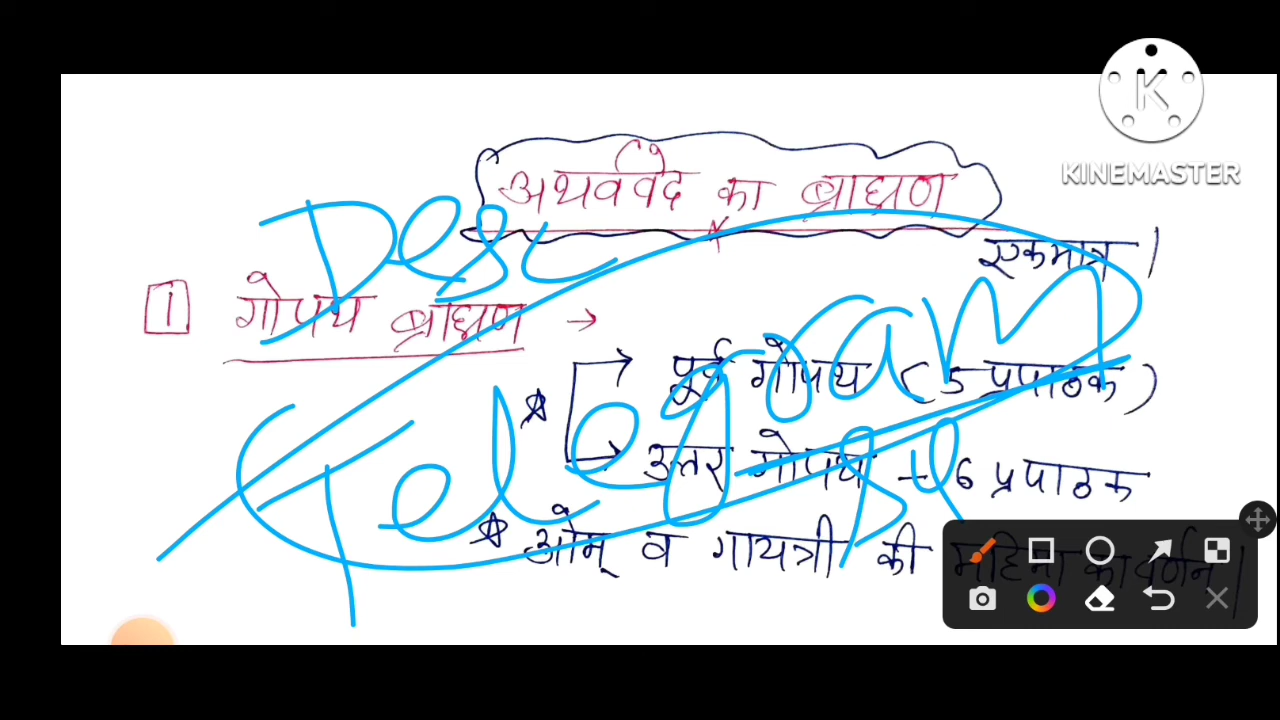 KINEMASTER
अथर्ववेद का ब्राह्मण
एकमात्र।
1 गोपथ ब्राह्मण →
पूर्व गोपथ (5 प्रपाठक)
उत्तर गोपथ - 6 प्रपाठक
ओम् व गायत्री की महिमा का वर्णन।
Desc
Telegram